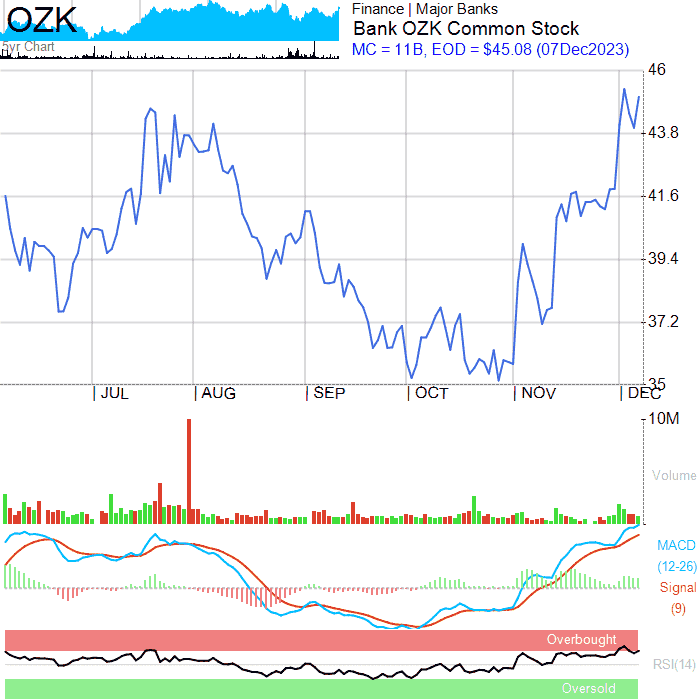 OZK
5yr Chart
Finance | Major Banks
Bank OZK Common Stock
MC = 11B, EOD = $45.08 (07Dec2023)
46
43.8
41.6
39.4
37.2
35
| JUL | AUG | SEP | OCT | NOV | DEC
10M
Volume
MACD
(12-26)
Signal
(9)
Overbought
RSI(14)
Oversold